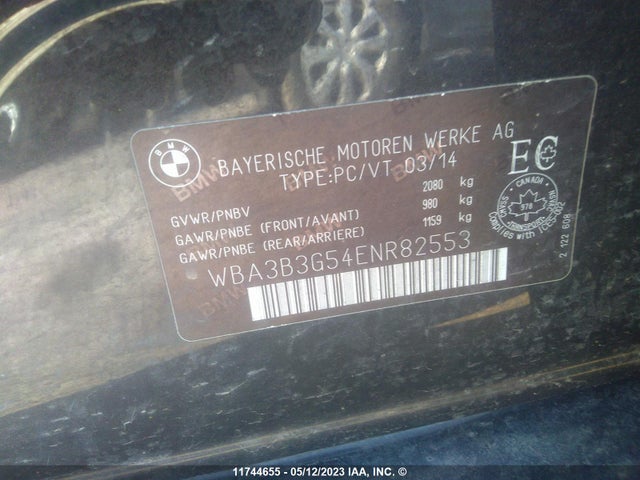 BMW
BAYERISCHE MOTOREN WERKE AG
TYPE:PC/VT 03/14
EC
GVWR/PNBV 2080 kg
GAWR/PNBE (FRONT/AVANT) 980 kg
GAWR/PNBE (REAR/ARRIERE) 1159 kg
WBA3B3G54ENR82553
CANADA
978
TRANSPORT
2 122 608
11744655 - 05/12/2023 IAA, INC. ©